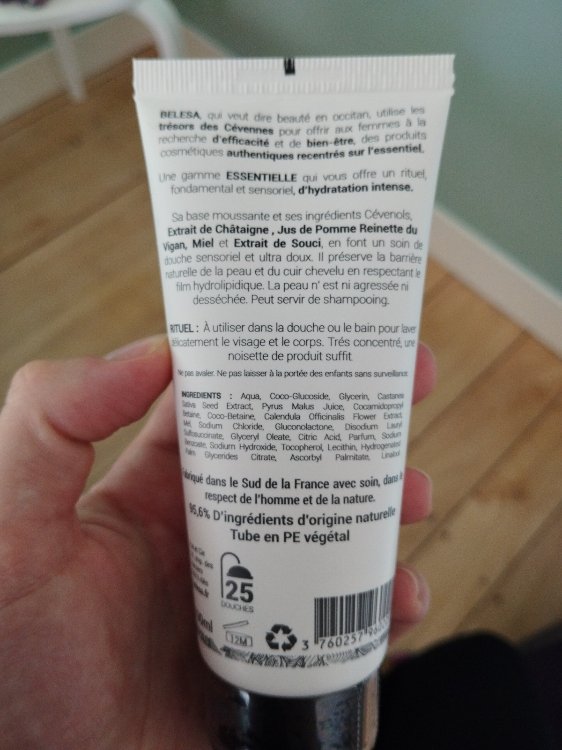 BELESA, qui veut dire beauté en occitan, utilise les
trésors des Cévennes pour offrir aux femmes à la
recherche d'efficacité et de bien-être, des produits
cosmétiques authentiques recentrés sur l'essentiel.
Une gamme ESSENTIELLE qui vous offre un rituel,
fondamental et sensoriel, d'hydratation intense.
Sa base moussante et ses ingrédients Cévenols,
Extrait de Châtaigne , Jus de Pomme Reinette du
Vigan, Miel et Extrait de Souci, en font un soin de
douche sensoriel et ultra doux. Il préserve la barrière
naturelle de la peau et du cuir chevelu en respectant le
film hydrolipidique. La peau n' est ni agressée ni
desséchée. Peut servir de shampooing.
RITUEL : À utiliser dans la douche ou le bain pour laver
délicatement le visage et le corps. Trés concentré, une
noisette de produit suffit.
Ne pas avaler. Ne pas laisser à la portée des enfants sans surveillance.
INGREDIENTS : Aqua, Coco-Glucoside, Glycerin, Castanea
Sativa Seed Extract, Pyrus Malus Juice, Cocamidopropyl
Betaine, Coco-Betaine, Calendula Officinalis Flower Extract,
Mel, Sodium Chloride, Gluconolactone, Disodium Lauryl
Sulfosuccinate, Glyceryl Oleate, Citric Acid, Parfum, Sodium
Benzoate, Sodium Hydroxide, Tocopherol, Lecithin, Hydrogenated
Palm Glycerides Citrate, Ascorbyl Palmitate, Linalool
Fabriqué dans le Sud de la France avec soin, dans le
respect de l'homme et de la nature.
95,6% D'ingrédients d'origine naturelle
Tube en PE végétal
25
DOUCHES
12M
3 760257